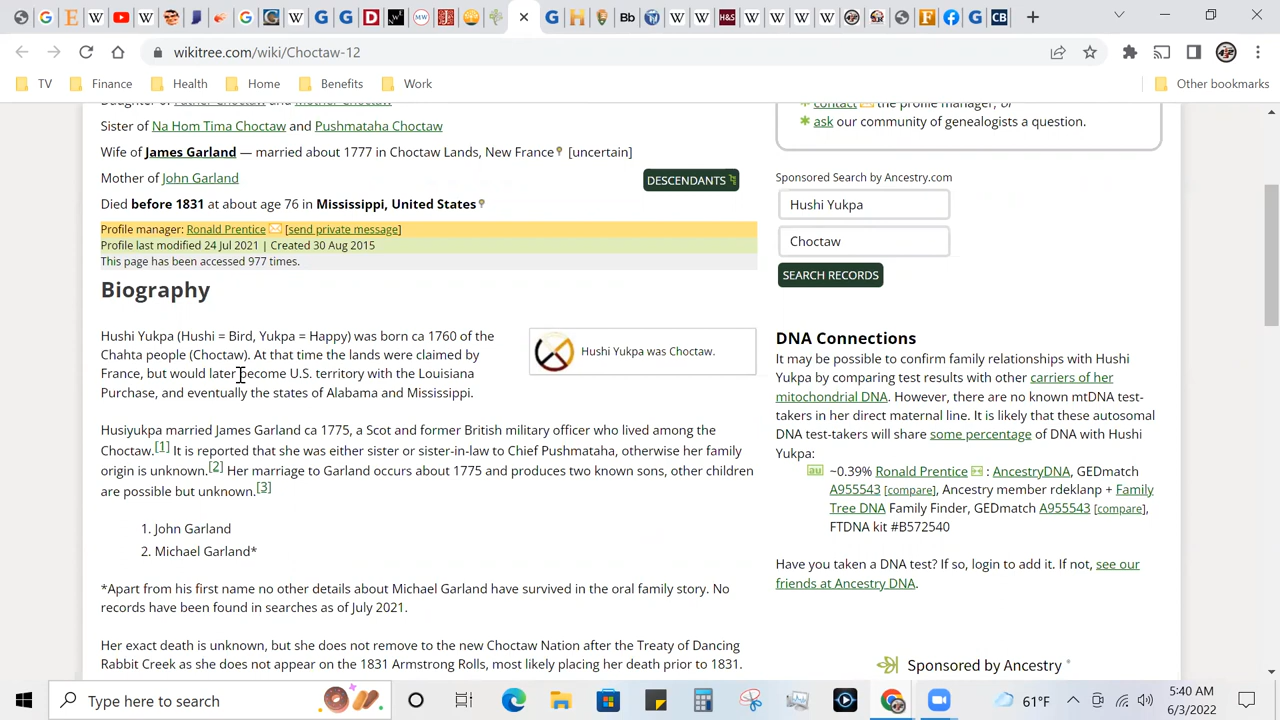 wikitree.com/wiki/Choctaw-12
TV Finance Health Home Benefits Work Other bookmarks
Daughter of Father Choctaw and Mother Choctaw
Sister of Na Hom Tima Choctaw and Pushmataha Choctaw
Wife of James Garland — married about 1777 in Choctaw Lands, New France [uncertain]
Mother of John Garland
DESCENDANTS
Died before 1831 at about age 76 in Mississippi, United States
Profile manager: Ronald Prentice [send private message]
Profile last modified 24 Jul 2021 | Created 30 Aug 2015
This page has been accessed 977 times.
Biography
Hushi Yukpa (Hushi = Bird, Yukpa = Happy) was born ca 1760 of the
Chahta people (Choctaw). At that time the lands were claimed by
France, but would later become U.S. territory with the Louisiana
Purchase, and eventually the states of Alabama and Mississippi.
Hushi Yukpa was Choctaw.
Husiyukpa married James Garland ca 1775, a Scot and former British military officer who lived among the
Choctaw.[1] It is reported that she was either sister or sister-in-law to Chief Pushmataha, otherwise her family
origin is unknown.[2] Her marriage to Garland occurs about 1775 and produces two known sons, other children
are possible but unknown.[3]
1. John Garland
2. Michael Garland*
*Apart from his first name no other details about Michael Garland have survived in the oral family story. No
records have been found in searches as of July 2021.
Her exact death is unknown, but she does not remove to the new Choctaw Nation after the Treaty of Dancing
Rabbit Creek as she does not appear on the 1831 Armstrong Rolls, most likely placing her death prior to 1831.
contact the profile manager, or
ask our community of genealogists a question.
Sponsored Search by Ancestry.com
Hushi Yukpa
Choctaw
SEARCH RECORDS
DNA Connections
It may be possible to confirm family relationships with Hushi
Yukpa by comparing test results with other carriers of her
mitochondrial DNA. However, there are no known mtDNA test-
takers in her direct maternal line. It is likely that these autosomal
DNA test-takers will share some percentage of DNA with Hushi
Yukpa:
au ~0.39% Ronald Prentice : AncestryDNA, GEDmatch
A955543 [compare], Ancestry member rdeklanp + Family
Tree DNA Family Finder, GEDmatch A955543 [compare],
FTDNA kit #B572540
Have you taken a DNA test? If so, login to add it. If not, see our
friends at Ancestry DNA.
Sponsored by Ancestry
Type here to search
61°F
5:40 AM
6/3/2022